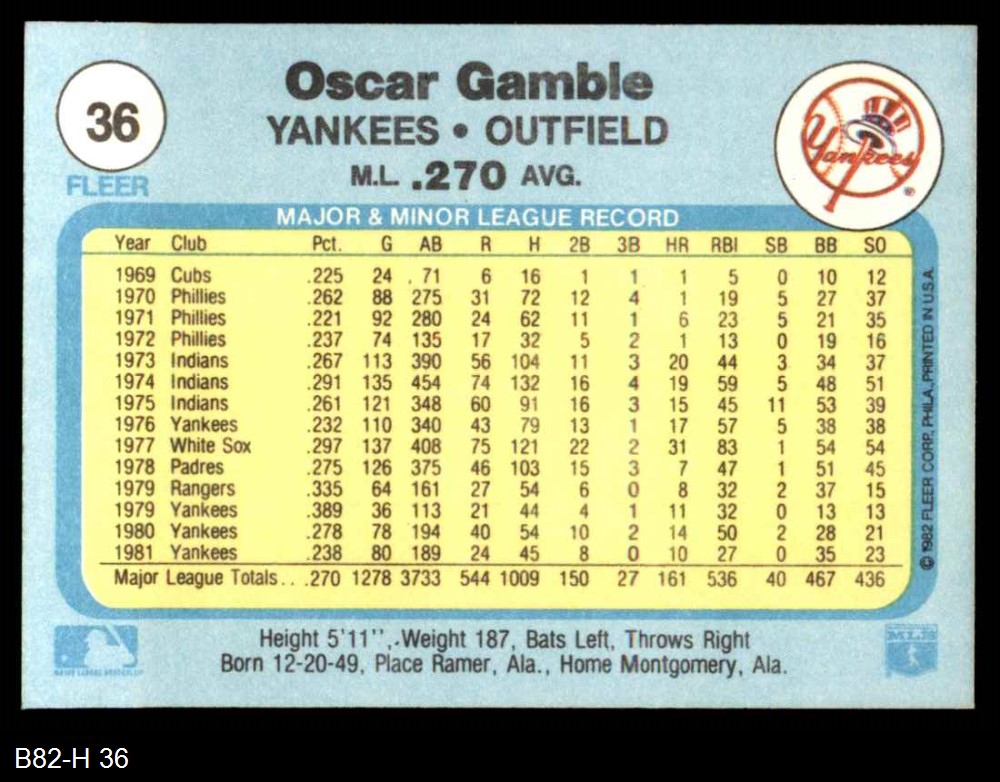 36
FLEER
Oscar Gamble
YANKEES • OUTFIELD
M.L. .270 AVG.
Yankees
MAJOR & MINOR LEAGUE RECORD
Year Club Pct. G AB R H 2B 3B HR RBI SB BB SO
1969 Cubs .225 24 71 6 16 1 1 1 5 0 10 12
1970 Phillies .262 88 275 31 72 12 4 1 19 5 27 37
1971 Phillies .221 92 280 24 62 11 1 6 23 5 21 35
1972 Phillies .237 74 135 17 32 5 2 1 13 0 19 16
1973 Indians .267 113 390 56 104 11 3 20 44 3 34 37
1974 Indians .291 135 454 74 132 16 4 19 59 5 48 51
1975 Indians .261 121 348 60 91 16 3 15 45 11 53 39
1976 Yankees .232 110 340 43 79 13 1 17 57 5 38 38
1977 White Sox .297 137 408 75 121 22 2 31 83 1 54 54
1978 Padres .275 126 375 46 103 15 3 7 47 1 51 45
1979 Rangers .335 64 161 27 54 6 0 8 32 2 37 15
1979 Yankees .389 36 113 21 44 4 1 11 32 0 13 13
1980 Yankees .278 78 194 40 54 10 2 14 50 2 28 21
1981 Yankees .238 80 189 24 45 8 0 10 27 0 35 23
Major League Totals. . .270 1278 3733 544 1009 150 27 161 536 40 467 436
© 1982 FLEER CORP., PHILA., PRINTED IN U.S.A.
Height 5'11'', Weight 187, Bats Left, Throws Right
Born 12-20-49, Place Ramer, Ala., Home Montgomery, Ala.
B82-H 36